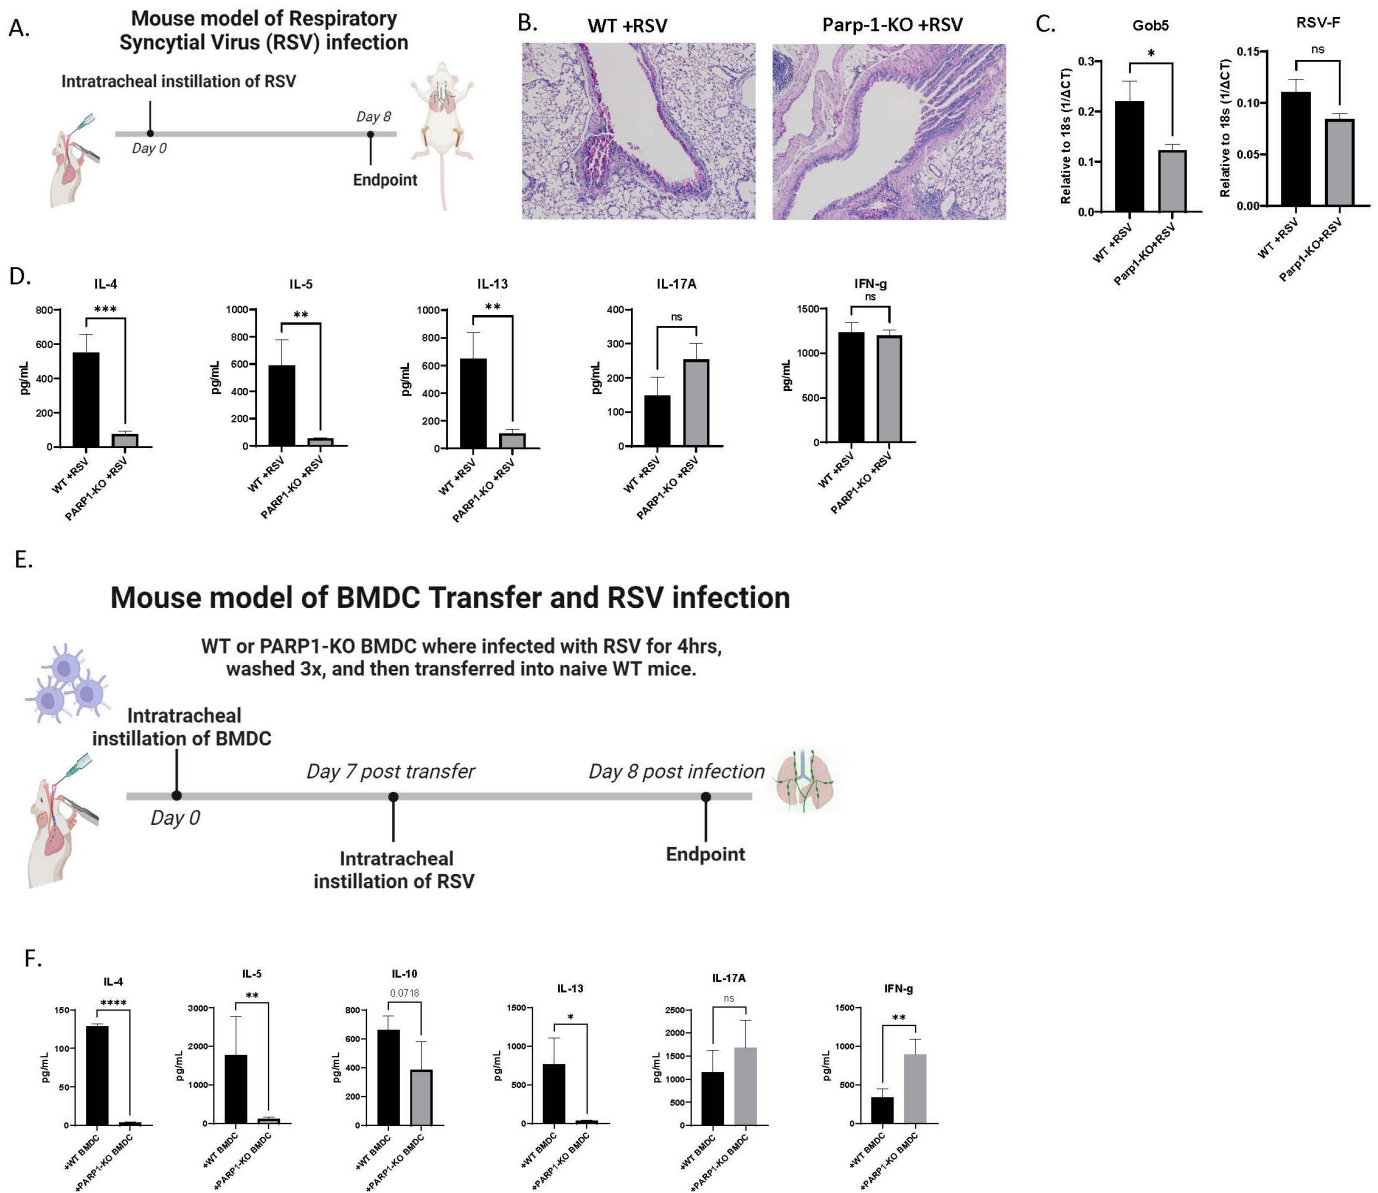 A.
Mouse model of Respiratory
Syncytial Virus (RSV) infection
Intratracheal instillation of RSV
Day 0
Day 8
Endpoint
B.
WT +RSV
Parp-1-KO +RSV
C.
Gob5
Relative to 18s (1/ΔCT)
0.3
0.2
0.1
0.0
*
WT +RSV
Parp1-KO+RSV
RSV-F
Relative to 18s (1/ΔCT)
0.15
0.10
0.05
0.00
ns
WT +RSV
Parp1-KO+RSV
D.
IL-4
pg/mL
800
600
400
200
0
***
WT +RSV
PARP1-KO +RSV
IL-5
pg/mL
1000
800
600
400
200
0
**
WT +RSV
PARP1-KO +RSV
IL-13
pg/mL
1000
800
600
400
200
0
**
WT +RSV
PARP1-KO +RSV
IL-17A
pg/mL
400
300
200
100
0
ns
WT +RSV
PARP1-KO +RSV
IFN-g
pg/mL
1500
1000
500
0
ns
WT +RSV
PARP1-KO +RSV
E.
Mouse model of BMDC Transfer and RSV infection
WT or PARP1-KO BMDC where infected with RSV for 4hrs,
washed 3x, and then transferred into naive WT mice.
Intratracheal
instillation of BMDC
Day 0
Day 7 post transfer
Intratracheal
instillation of RSV
Day 8 post infection
Endpoint
F.
IL-4
pg/mL
150
100
50
0
****
+WT BMDC
+PARP1-KO BMDC
IL-5
pg/mL
3000
2000
1000
0
**
+WT BMDC
+PARP1-KO BMDC
IL-10
pg/mL
800
600
400
200
0
0.0718
+WT BMDC
+PARP1-KO BMDC
IL-13
pg/mL
1500
1000
500
0
*
+WT BMDC
+PARP1-KO BMDC
IL-17A
pg/mL
2500
2000
1500
1000
500
0
ns
+WT BMDC
+PARP1-KO BMDC
IFN-g
pg/mL
1500
1000
500
0
**
+WT BMDC
+PARP1-KO BMDC